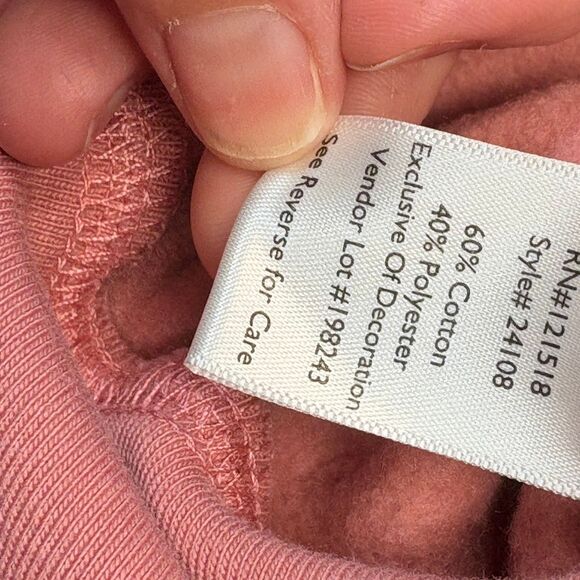 RN#121518
Style# 24108
60% Cotton
40% Polyester
Exclusive Of Decoration
Vendor Lot #198243
See Reverse for Care